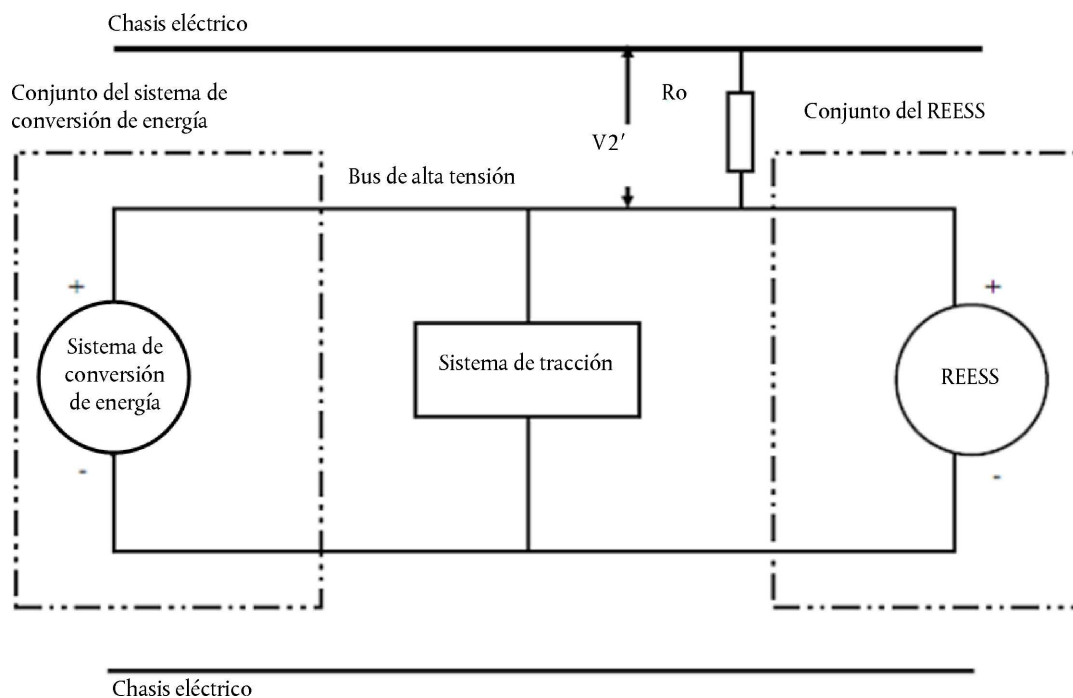 Chasis eléctrico
Conjunto del sistema de
conversión de energía
Ro
Conjunto del REESS
V2′
Bus de alta tensión
+
+
Sistema de
conversión
de energía
Sistema de tracción
REESS
-
-
Chasis eléctrico